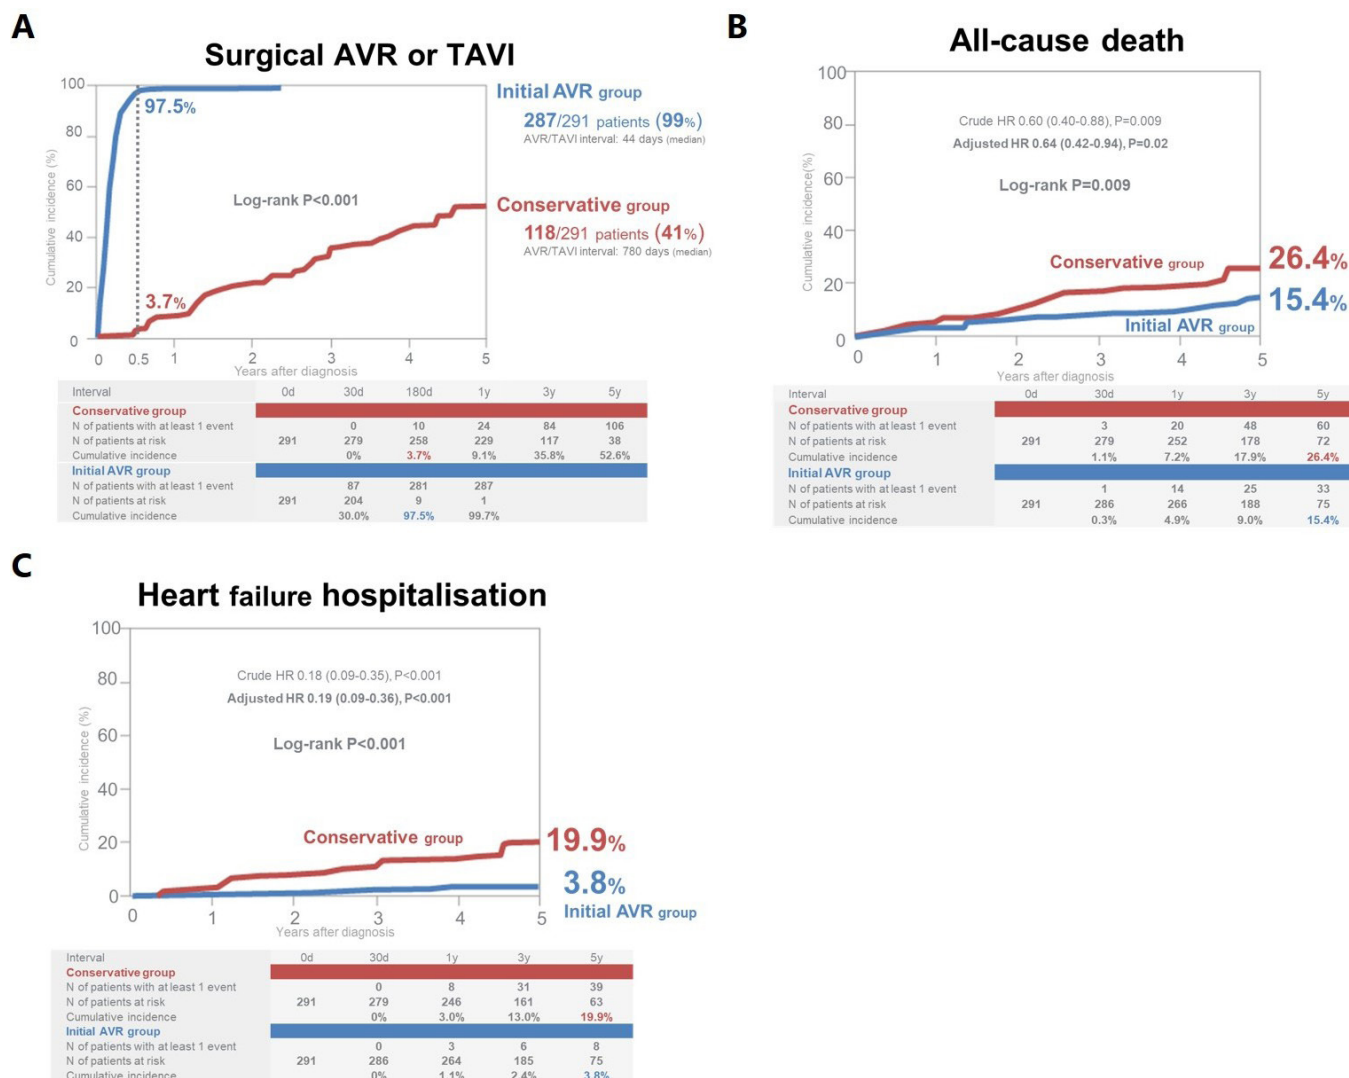 A
Surgical AVR or TAVI
Cumulative incidence (%)
100
80
60
40
20
0
97.5%
Log-rank P<0.001
3.7%
0 0.5 1 2 3 4 5
Years after diagnosis
Initial AVR group
287/291 patients (99%)
AVR/TAVI interval: 44 days (median)
Conservative group
118/291 patients (41%)
AVR/TAVI interval: 780 days (median)
Interval 0d 30d 180d 1y 3y 5y
Conservative group
N of patients with at least 1 event 0 10 24 84 106
N of patients at risk 291 279 258 229 117 38
Cumulative incidence 0% 3.7% 9.1% 35.8% 52.6%
Initial AVR group
N of patients with at least 1 event 87 281 287
N of patients at risk 291 204 9 1
Cumulative incidence 30.0% 97.5% 99.7%
B
All-cause death
Cumulative incidence (%)
100
80
60
40
20
0
Crude HR 0.60 (0.40-0.88), P=0.009
Adjusted HR 0.64 (0.42-0.94), P=0.02
Log-rank P=0.009
Conservative group
26.4%
15.4%
Initial AVR group
0 1 2 3 4 5
Years after diagnosis
Interval 0d 30d 1y 3y 5y
Conservative group
N of patients with at least 1 event 3 20 48 60
N of patients at risk 291 279 252 178 72
Cumulative incidence 1.1% 7.2% 17.9% 26.4%
Initial AVR group
N of patients with at least 1 event 1 14 25 33
N of patients at risk 291 286 266 188 75
Cumulative incidence 0.3% 4.9% 9.0% 15.4%
C
Heart failure hospitalisation
Cumulative incidence (%)
100
80
60
40
20
0
Crude HR 0.18 (0.09-0.35), P<0.001
Adjusted HR 0.19 (0.09-0.36), P<0.001
Log-rank P<0.001
Conservative group
19.9%
3.8%
Initial AVR group
0 1 2 3 4 5
Years after diagnosis
Interval 0d 30d 1y 3y 5y
Conservative group
N of patients with at least 1 event 0 8 31 39
N of patients at risk 291 279 246 161 63
Cumulative incidence 0% 3.0% 13.0% 19.9%
Initial AVR group
N of patients with at least 1 event 0 3 6 8
N of patients at risk 291 286 264 185 75
Cumulative incidence 0% 1.1% 2.4% 3.8%